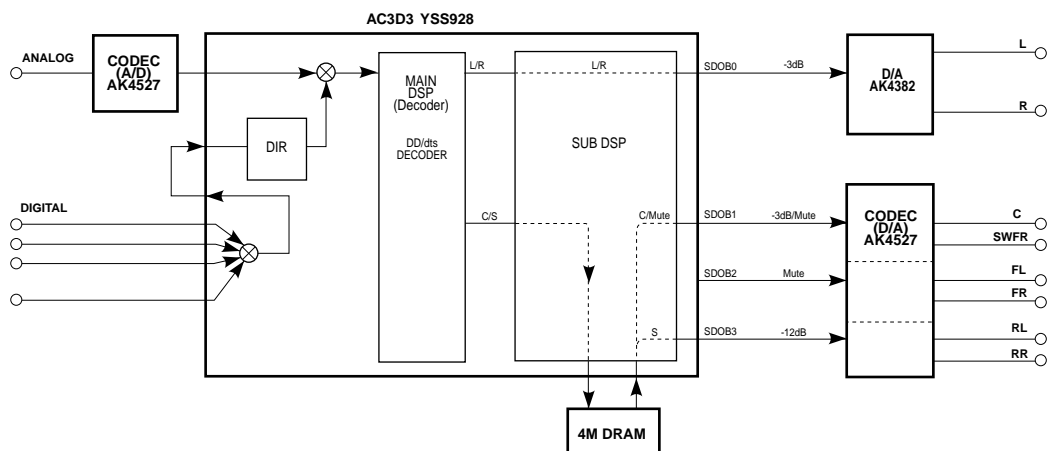 AC3D3 YSS928
ANALOG
CODEC
(A/D)
AK4527
MAIN
DSP
(Decoder)
DD/dts
DECODER
DIR
L/R
L/R
SUB DSP
SDOB0
-3dB
D/A
AK4382
L
R
DIGITAL
C/S
C/Mute
SDOB1
-3dB/Mute
CODEC
(D/A)
AK4527
C
SWFR
SDOB2
Mute
FL
FR
S
SDOB3
-12dB
RL
RR
4M DRAM